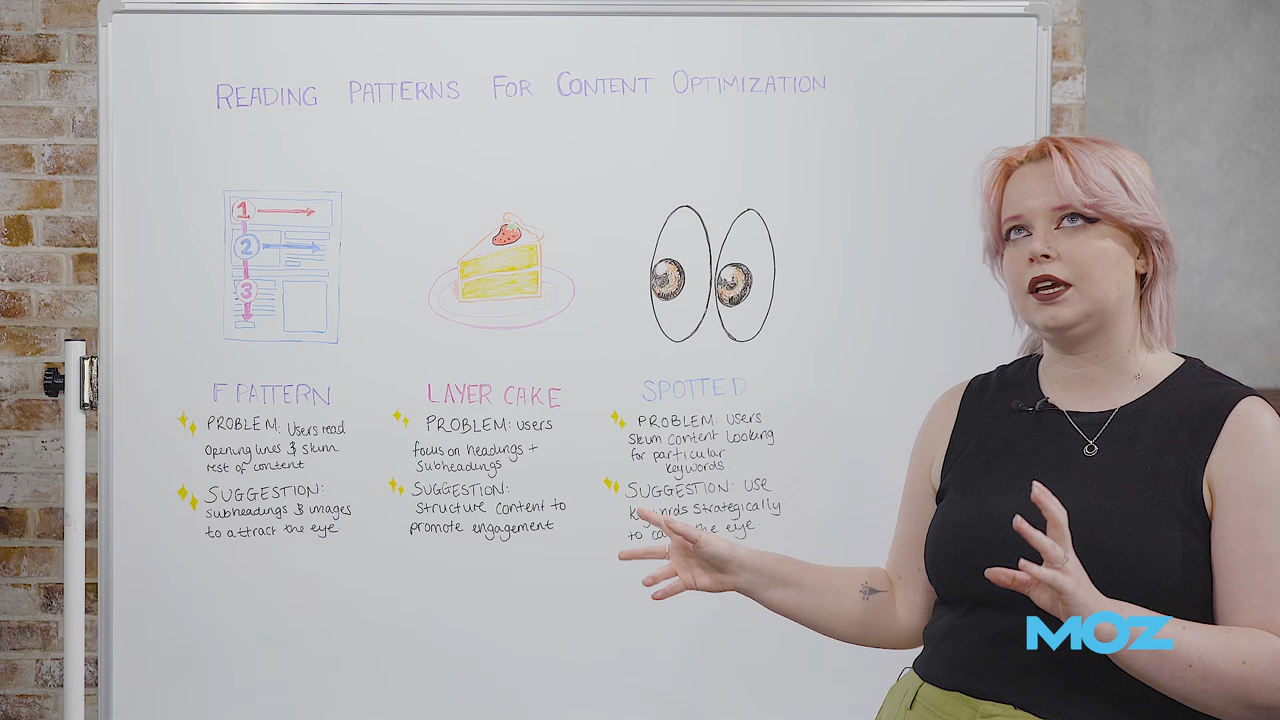 READING PATTERNS FOR CONTENT OPTIMIZATION
1
2
3
F PATTERN
PROBLEM: Users read
Opening lines & skim
rest of content
SUGGESTION:
Subheadings & images
to attract the eye
LAYER CAKE
PROBLEM: users
focus on headings +
Subheadings
SUGGESTION:
Structure content to
promote engagement
SPOTTED
PROBLEM: users
Skim content looking
for particular
keywords.
SUGGESTION: use
strategically
to the eye.
MOZ